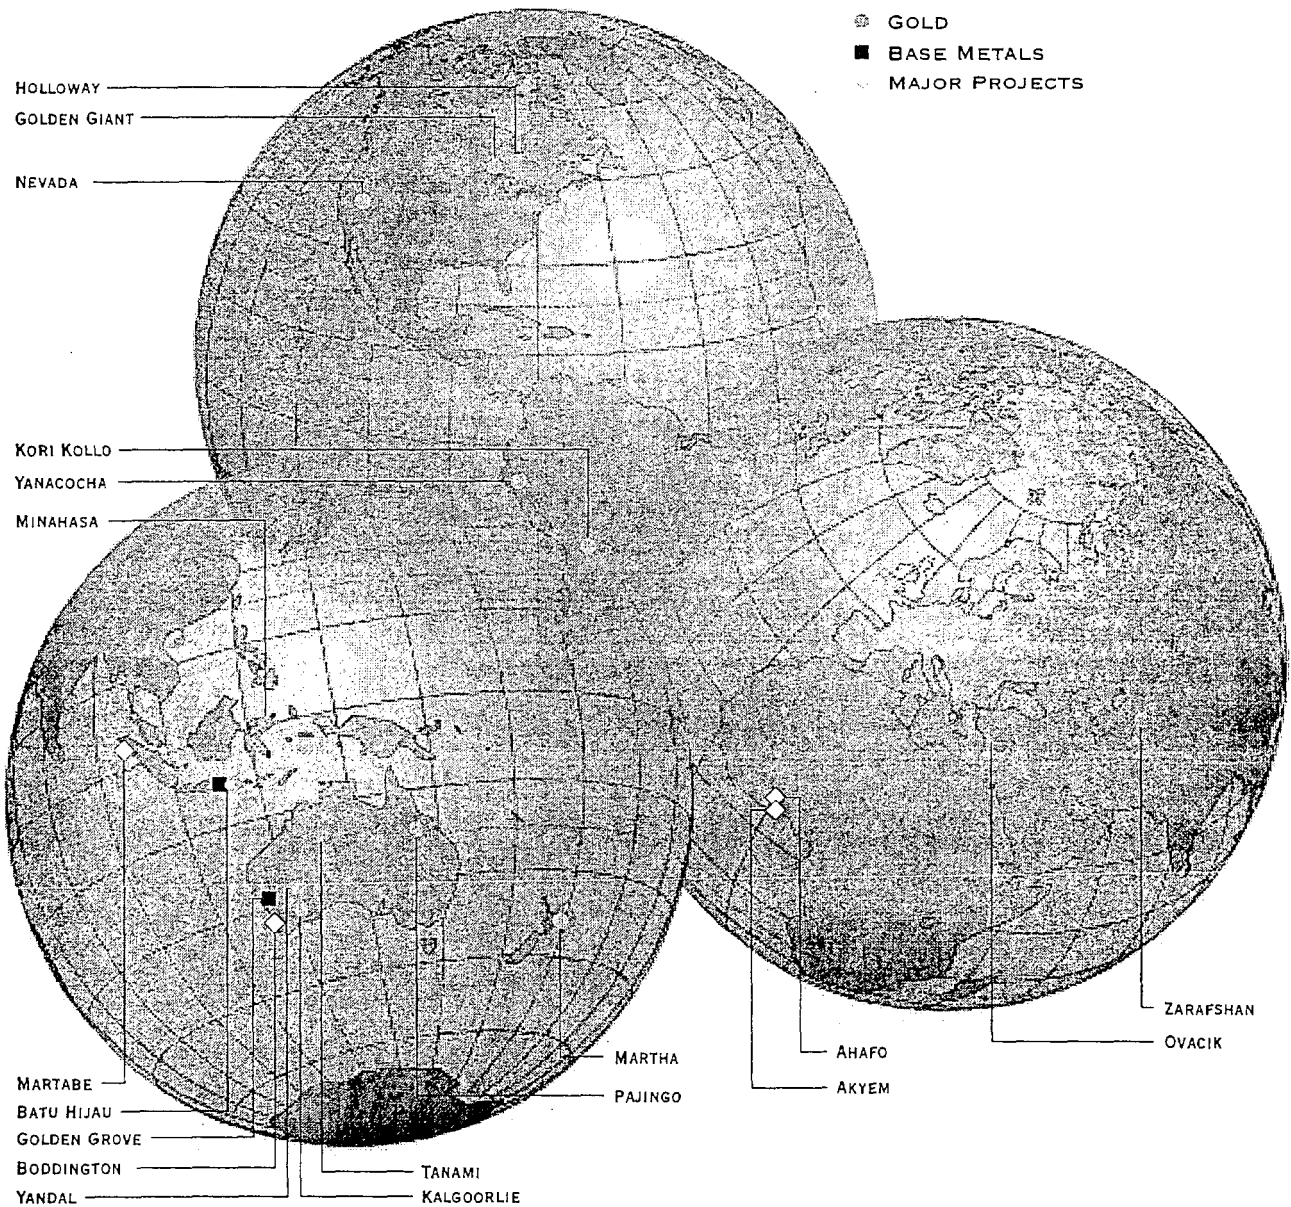 GOLD
BASE METALS
MAJOR PROJECTS
HOLLOWAY
GOLDEN GIANT
NEVADA
KORI KOLLO
YANACOCHA
MINAHASA
ZARAFSHAN
OVACIK
AHAFO
AKYEM
MARTHA
PAJINGO
MARTABE
BATU HIJAU
GOLDEN GROVE
BODDINGTON
YANDAL
TANAMI
KALGOORLIE